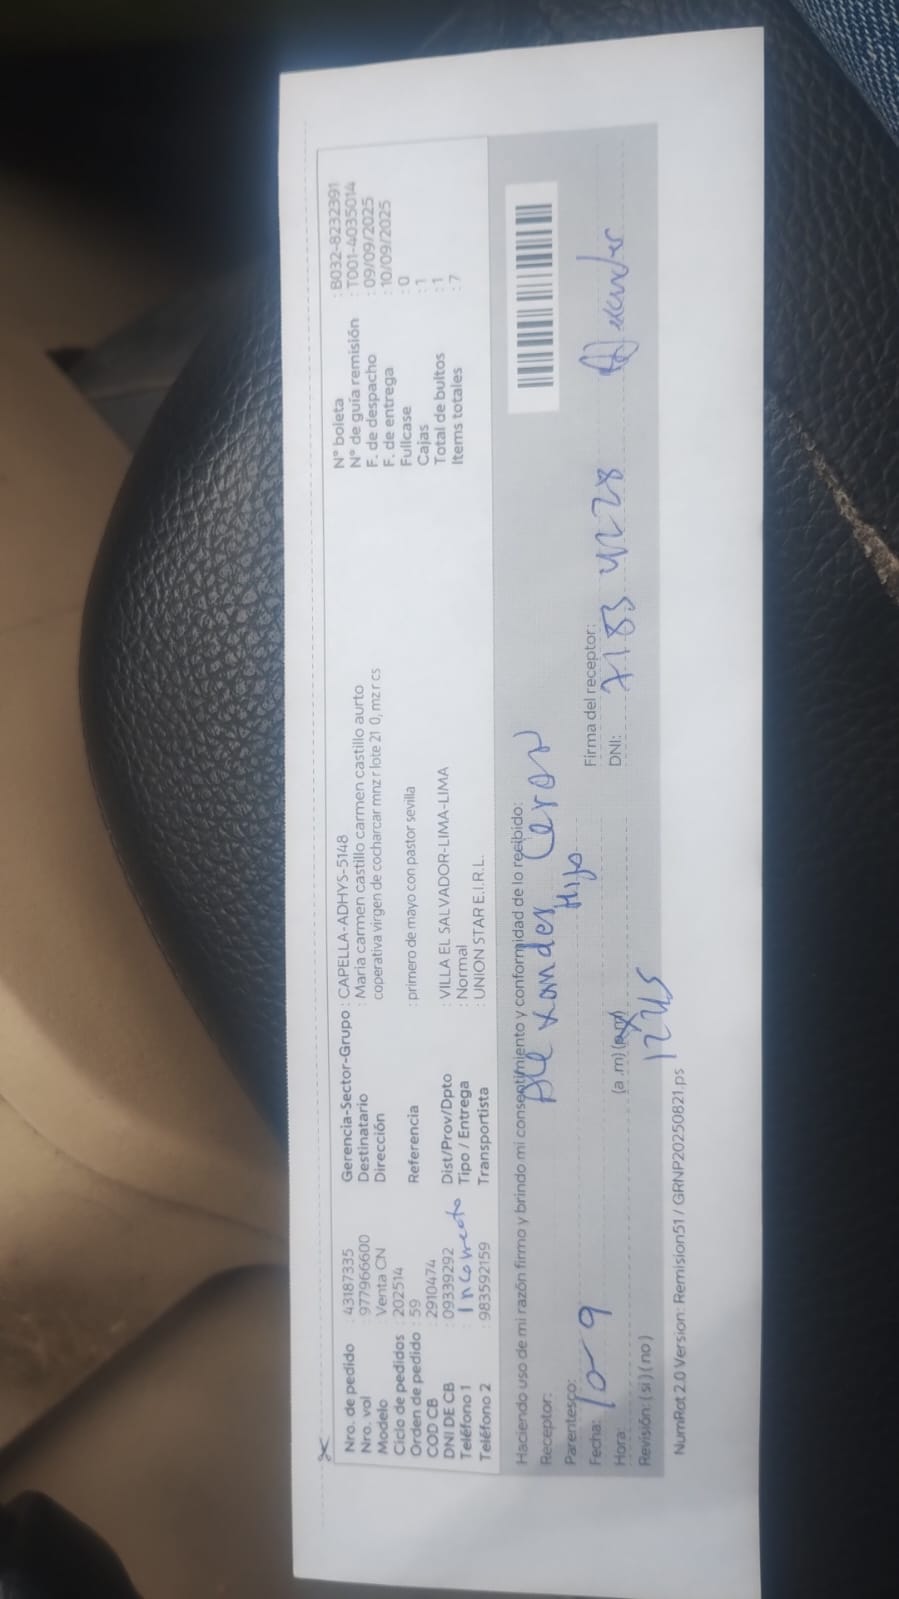 Nro. de pedido : 43187335
Nro. vol : 977966600
Modelo : Venta CN
Ciclo de pedidos : 202514
Orden de pedido : 59
COD CB : 2910474
DNI DE CB : 09339292
Teléfono 1 : Incorrecto
Teléfono 2 : 983592159
Gerencia-Sector-Grupo : CAPELLA-ADHYS-5148
Destinatario : Maria carmen castillo carmen castillo aurto
Dirección coperativa virgen de cocharcar mnz r lote 21 0, mz r cs
Referencia : primero de mayo con pastor sevilla
Dist/Prov/Dpto : VILLA EL SALVADOR-LIMA-LIMA
Tipo / Entrega : Normal
Transportista : UNION STAR E.I.R.L.
N° boleta : B032-8232391
N° de guía remisión : T001-4035014
F. de despacho : 09/09/2025
F. de entrega : 10/09/2025
Fullcase : 0
Cajas : 1
Total de bultos : 1
Items totales : 7
Haciendo uso de mi razón firmo y brindo mi consentimiento y conformidad de lo recibido:
Receptor: Alexander
Parentesco: Hijo
Fecha: 10-9
Firma del receptor: Alexander
Hora: (a .m) (p.m) 1245
DNI: 7183 4228
Revisión: ( si ) ( no )
NumRot 2.0 Version: Remision51 / GRNP20250821.ps